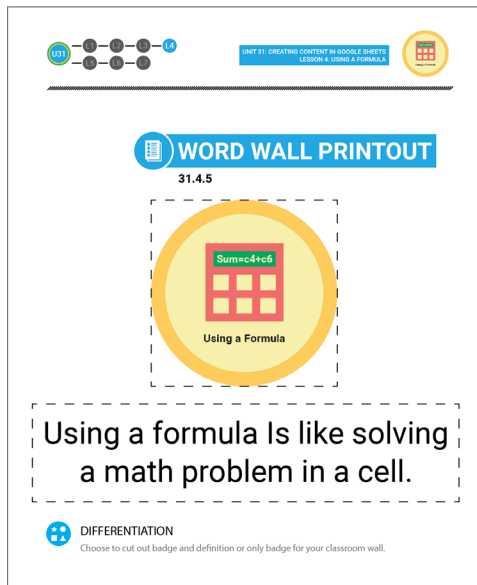 U31 L1 L2 L3 L4
L5 L6 L7
UNIT 31: CREATING CONTENT IN GOOGLE SHEETS
LESSON 4: USING A FORMULA
Using a Formula
WORD WALL PRINTOUT
31.4.5
Sum=c4+c6
Using a Formula
Using a formula Is like solving
a math problem in a cell.
DIFFERENTIATION
Choose to cut out badge and definition or only badge for your classroom wall.